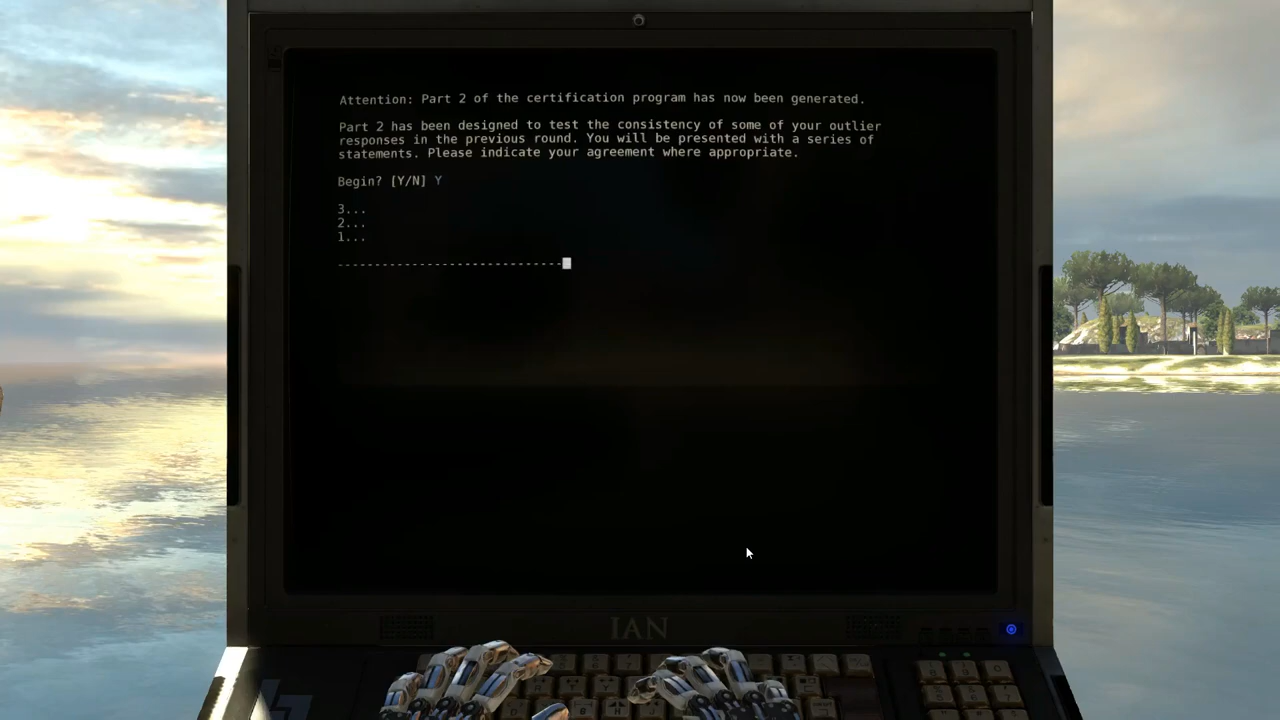 Attention: Part 2 of the certification program has now been generated.
Part 2 has been designed to test the consistency of some of your outlier
responses in the previous round. You will be presented with a series of
statements. Please indicate your agreement where appropriate.
Begin? [Y/N] Y
3...
2...
1...
-------------------------------
IAN